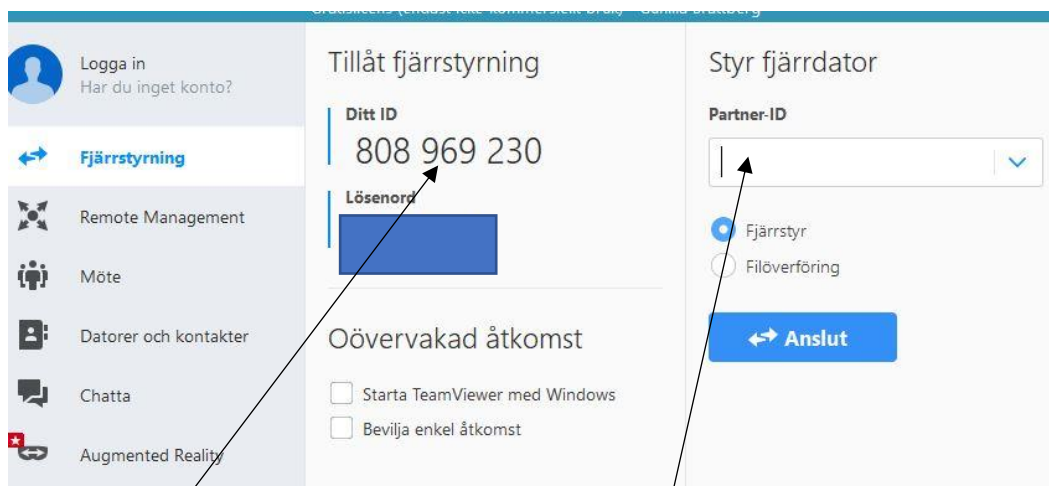 Logga in
Har du inget konto?
Fjärrstyrning
Remote Management
Möte
Datorer och kontakter
Chatta
Augmented Reality
Tillåt fjärrstyrning
Ditt ID
808 969 230
Lösenord
Oövervakad åtkomst
Starta TeamViewer med Windows
Bevilja enkel åtkomst
Styr fjärrdator
Partner-ID
Fjärrstyr
Filöverföring
Anslut